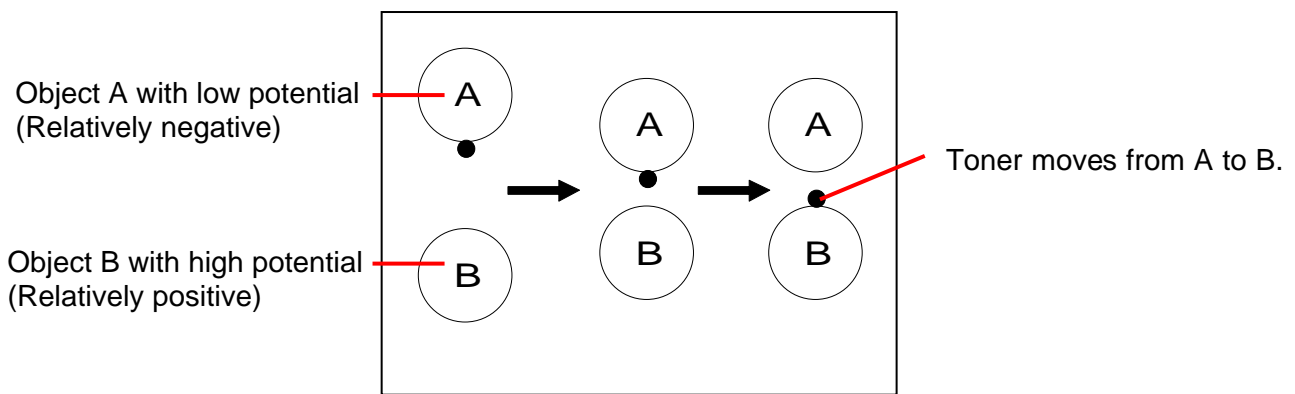 Object A with low potential
(Relatively negative)
A
A
A
Toner moves from A to B.
Object B with high potential
(Relatively positive)
B
B
B